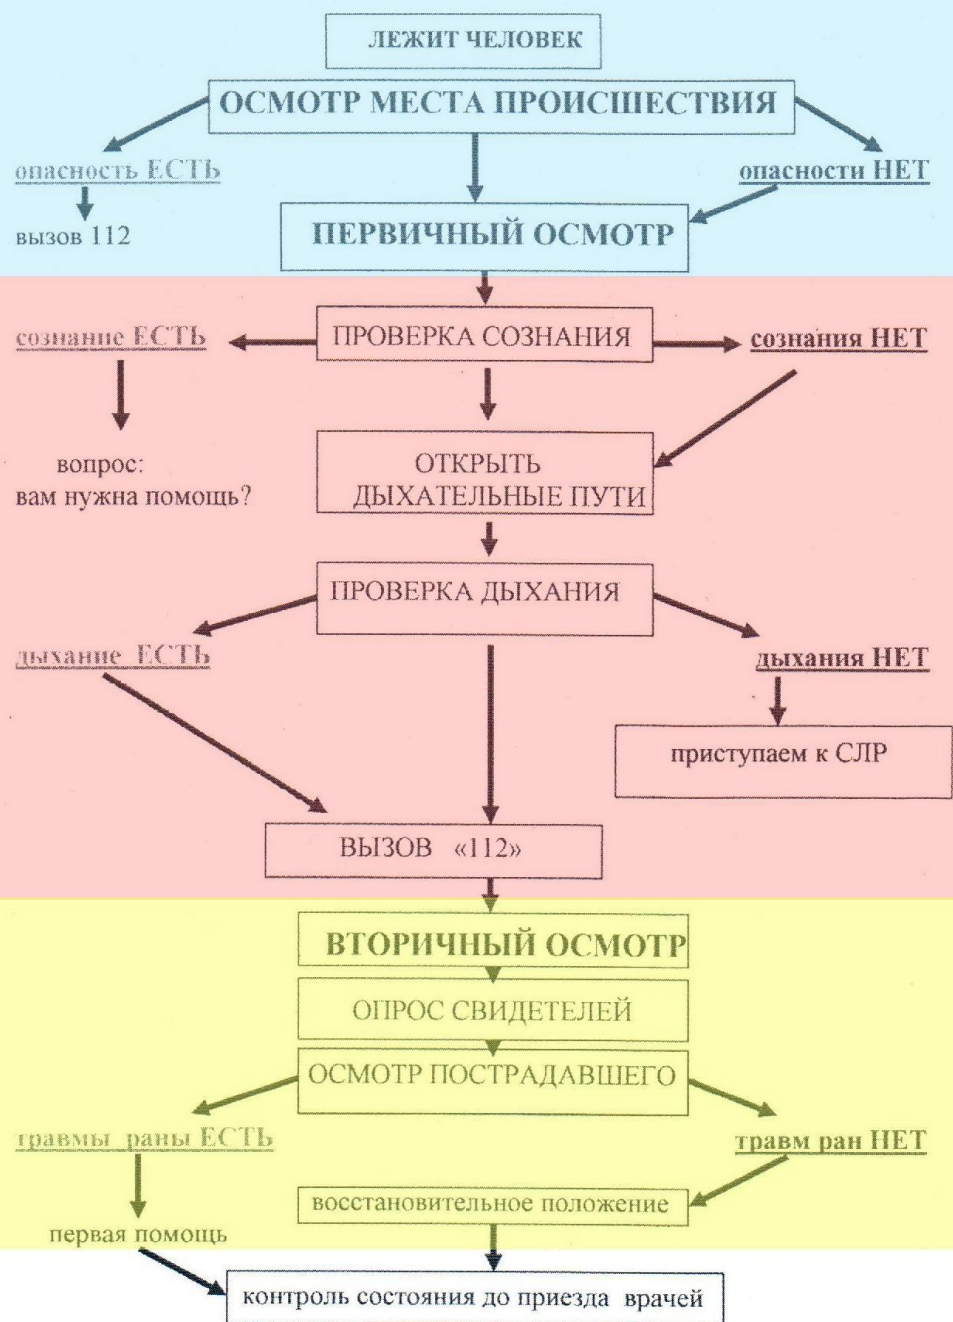 ЛЕЖИТ ЧЕЛОВЕК
ОСМОТР МЕСТА ПРОИСШЕСТВИЯ
опасность ЕСТЬ
опасности НЕТ
вызов 112
ПЕРВИЧНЫЙ ОСМОТР
сознание ЕСТЬ
ПРОВЕРКА СОЗНАНИЯ
сознания НЕТ
вопрос:
вам нужна помощь?
ОТКРЫТЬ
ДЫХАТЕЛЬНЫЕ ПУТИ
ПРОВЕРКА ДЫХАНИЯ
дыхание ЕСТЬ
дыхания НЕТ
приступаем к СЛР
ВЫЗОВ «112»
ВТОРИЧНЫЙ ОСМОТР
ОПРОС СВИДЕТЕЛЕЙ
ОСМОТР ПОСТРАДАВШЕГО
травмы раны ЕСТЬ
травм ран НЕТ
восстановительное положение
первая помощь
контроль состояния до приезда врачей